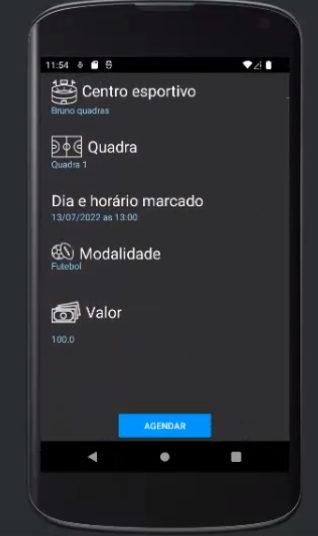 11:54
Centro esportivo
Bruno quadras
Quadra
Quadra 1
Dia e horário marcado
13/07/2022 as 13:00
Modalidade
Futebol
Valor
100.0
AGENDAR